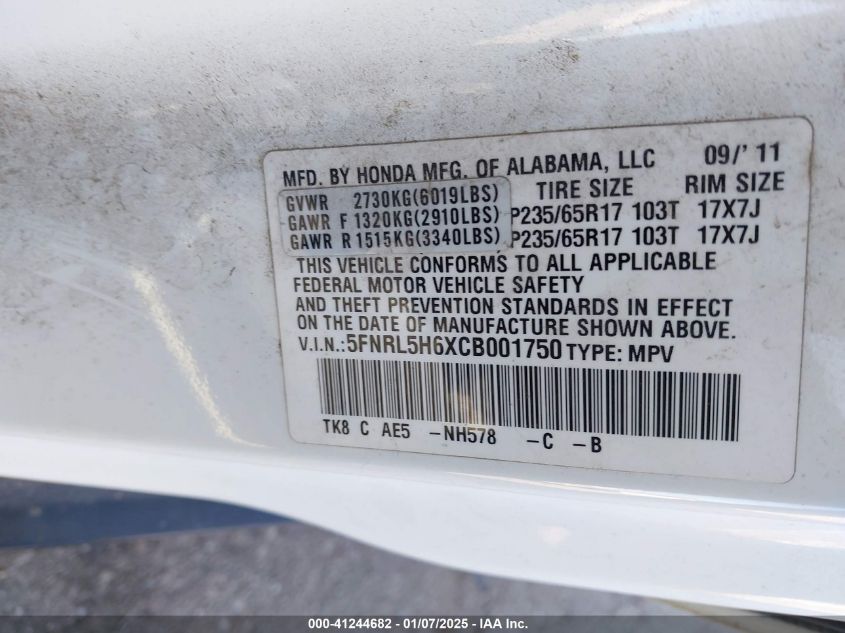 MFD. BY HONDA MFG. OF ALABAMA, LLC 09/' 11
GVWR 2730KG(6019LBS) TIRE SIZE RIM SIZE
GAWR F 1320KG(2910LBS) P235/65R17 103T 17X7J
GAWR R 1515KG(3340LBS) P235/65R17 103T 17X7J
THIS VEHICLE CONFORMS TO ALL APPLICABLE
FEDERAL MOTOR VEHICLE SAFETY
AND THEFT PREVENTION STANDARDS IN EFFECT
ON THE DATE OF MANUFACTURE SHOWN ABOVE.
V.I.N.: 5FNRL5H6XCB001750 TYPE: MPV
TK8 C AE5 -NH578 -C -B
000-41244682 - 01/07/2025 - © IAA Inc.